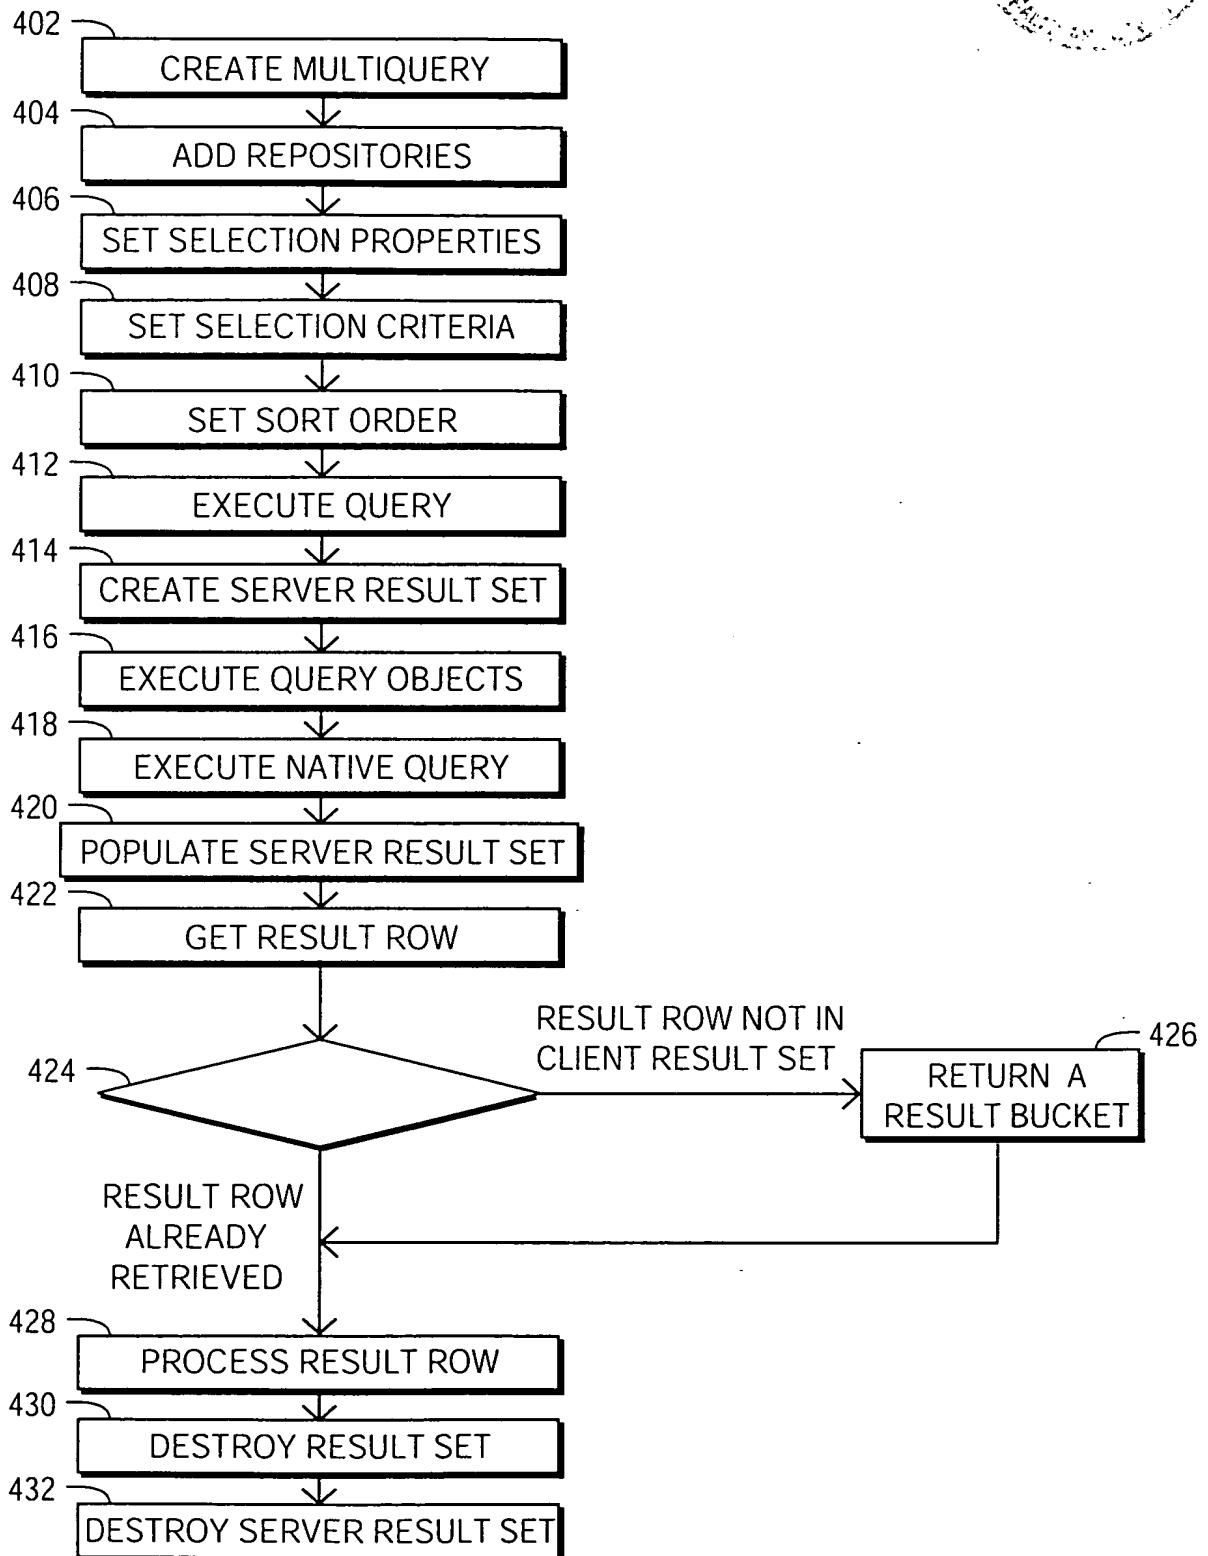 402
CREATE MULTIQUERY
404
ADD REPOSITORIES
406
SET SELECTION PROPERTIES
408
SET SELECTION CRITERIA
410
SET SORT ORDER
412
EXECUTE QUERY
414
CREATE SERVER RESULT SET
416
EXECUTE QUERY OBJECTS
418
EXECUTE NATIVE QUERY
420
POPULATE SERVER RESULT SET
422
GET RESULT ROW
424
RESULT ROW NOT IN
CLIENT RESULT SET
426
RETURN A
RESULT BUCKET
RESULT ROW
ALREADY
RETRIEVED
428
PROCESS RESULT ROW
430
DESTROY RESULT SET
432
DESTROY SERVER RESULT SET